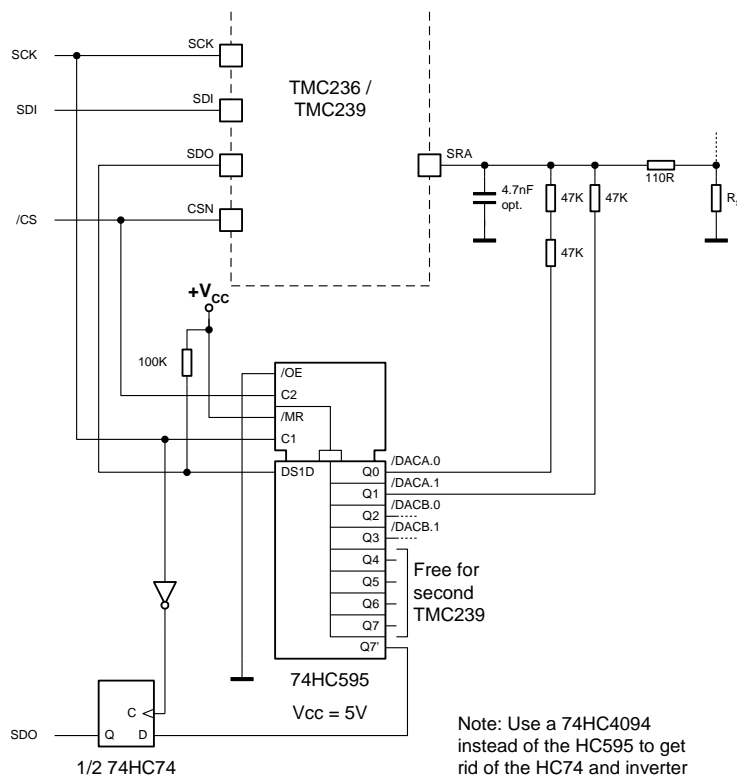 SCK
SCK
TMC236 /
TMC239
SDI
SDI
SDO
SRA
110R
4.7nF
opt.
47K
47K
47K
/CS
CSN
+VCC
100K
/OE
C2
/MR
C1
DS1D
Q0
/DACA.0
Q1
/DACA.1
Q2
/DACB.0
Q3
/DACB.1
Q4
Q5
Q6
Q7
Q7'
Free for
second
TMC239
74HC595
Vcc = 5V
SDO
Q
C
D
1/2 74HC74
Note: Use a 74HC4094
instead of the HC595 to get
rid of the HC74 and inverter